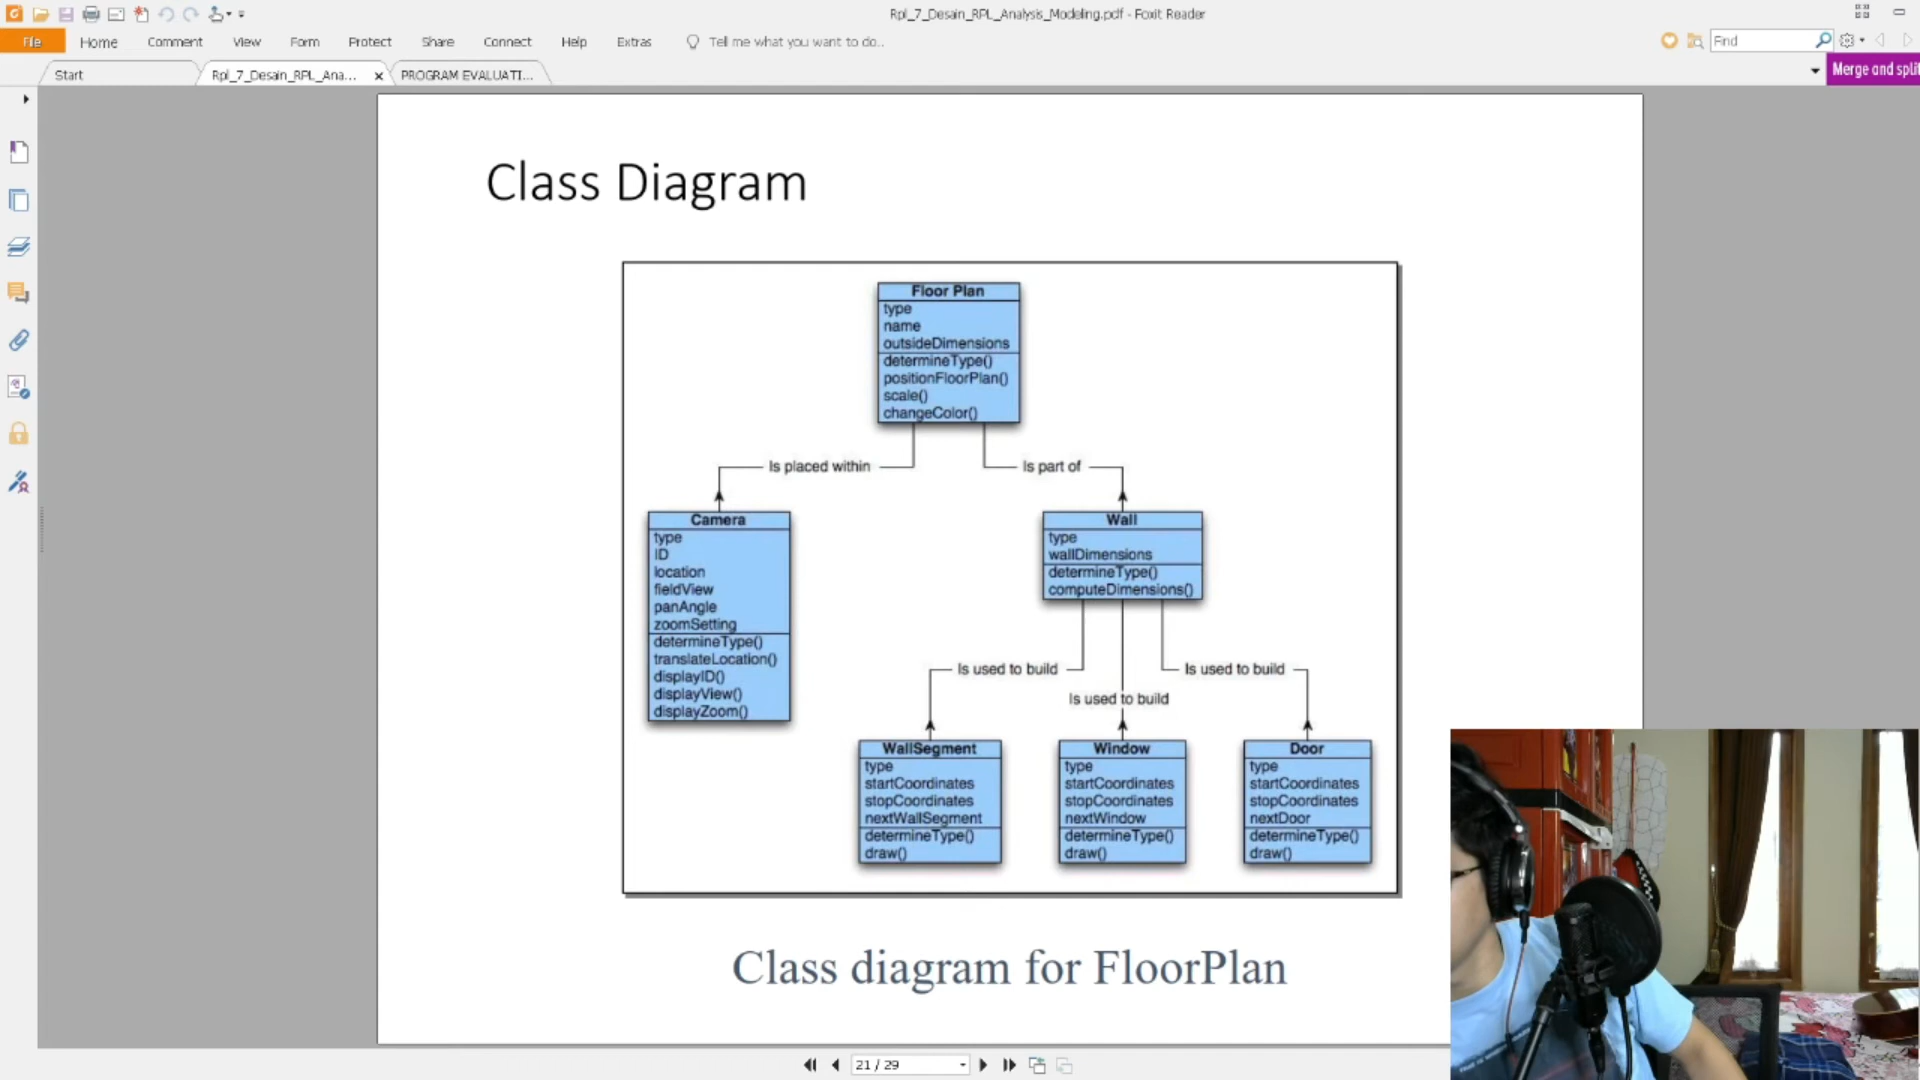 Rpl_7_Desain_RPL_Analysis_Modeling.pdf - Foxit Reader
File Home Comment View Form Protect Share Connect Help Extras Tell me what you want to do.. Find
Start Rpl_7_Desain_RPL_Ana... PROGRAM EVALUATI... Merge and split
Class Diagram
Floor Plan
type
name
outsideDimensions
determineType()
positionFloorPlan()
scale()
changeColor()
Is placed within
Is part of
Camera
type
ID
location
fieldView
panAngle
zoomSetting
determineType()
translateLocation()
displayID()
displayView()
displayZoom()
Wall
type
wallDimensions
determineType()
computeDimensions()
Is used to build
Is used to build
Is used to build
WallSegment
type
startCoordinates
stopCoordinates
nextWallSegment
determineType()
draw()
Window
type
startCoordinates
stopCoordinates
nextWindow
determineType()
draw()
Door
type
startCoordinates
stopCoordinates
nextDoor
determineType()
draw()
Class diagram for FloorPlan
21 / 29